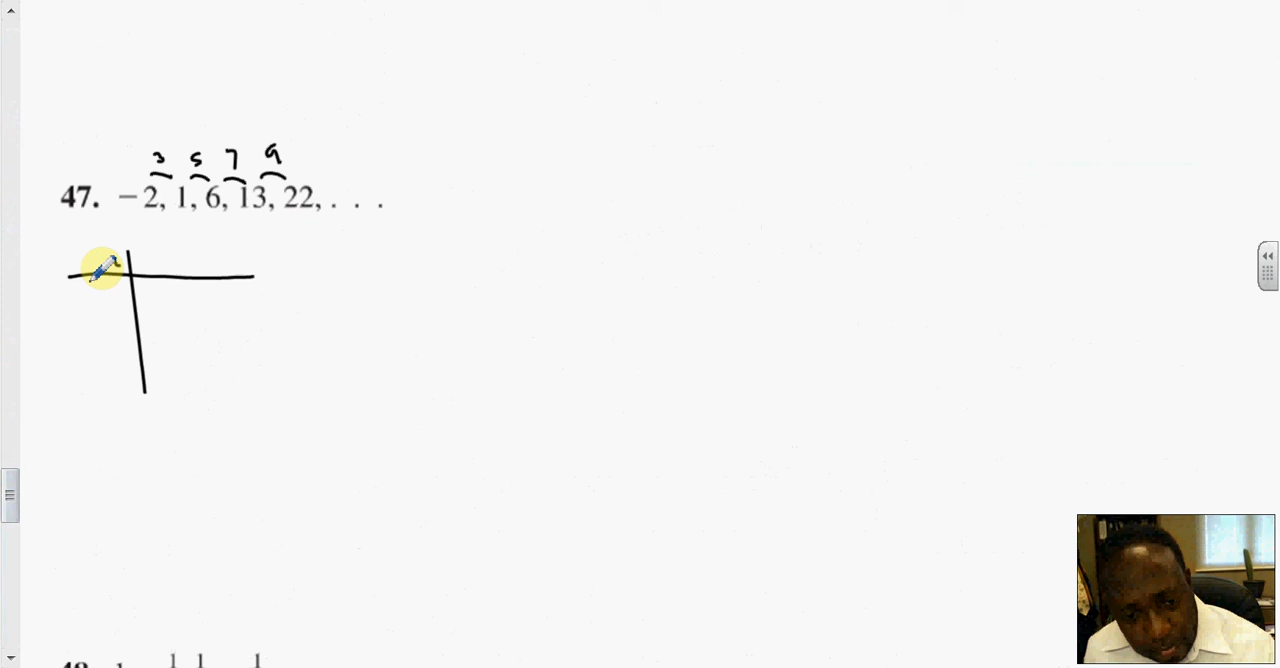 3 5 7 9
47. −2, 1, 6, 13, 22, . . .